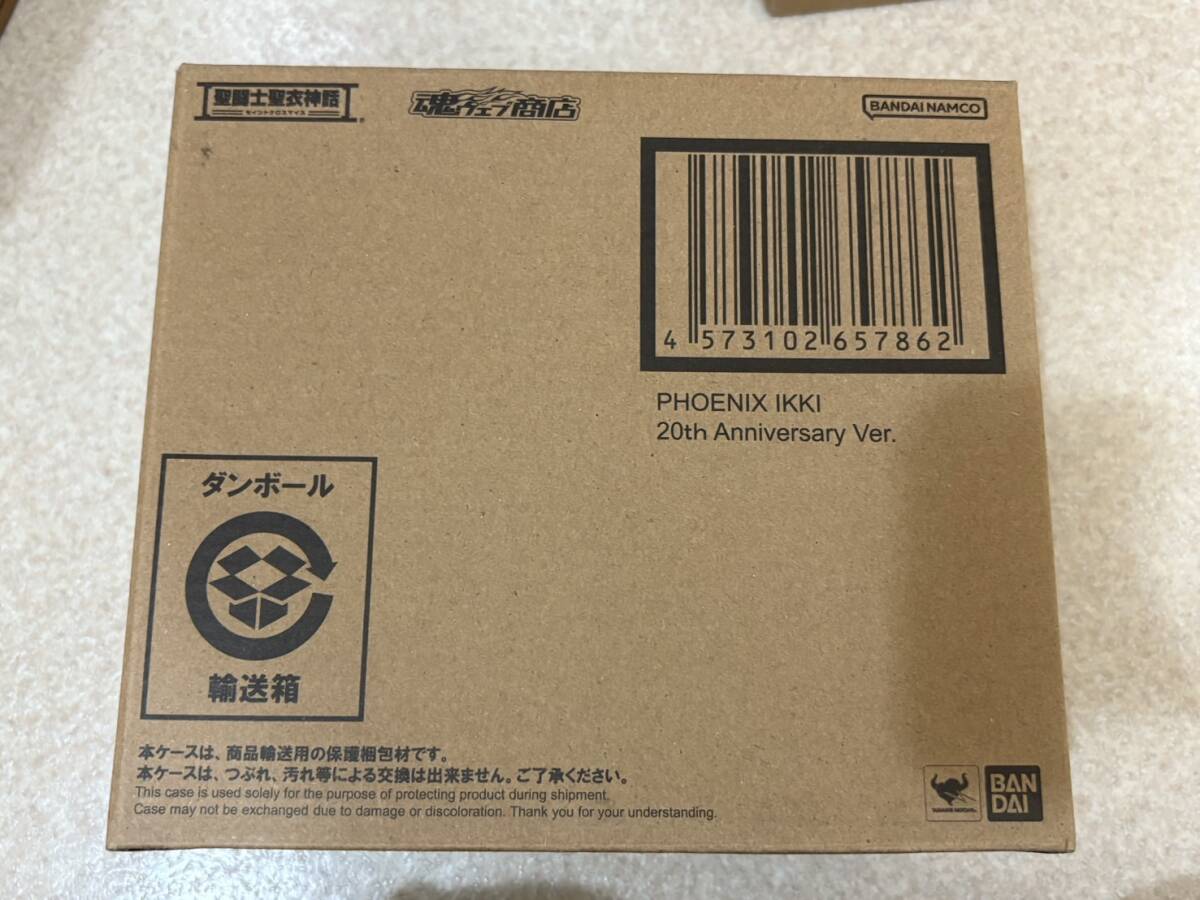 聖闘士聖衣神話
セイントクロスマイス
魂ウェブ商店
BANDAI NAMCO
4 573102 657862
PHOENIX IKKI
20th Anniversary Ver.
ダンボール
輸送箱
本ケースは、商品輸送用の保護梱包材です。
本ケースは、つぶれ、汚れ等による交換は出来ません。ご了承ください。
This case is used solely for the purpose of protecting product during shipment.
Case may not be exchanged due to damage or discoloration. Thank you for your understanding.
TAMASHII NATIONS
BAN
DAI